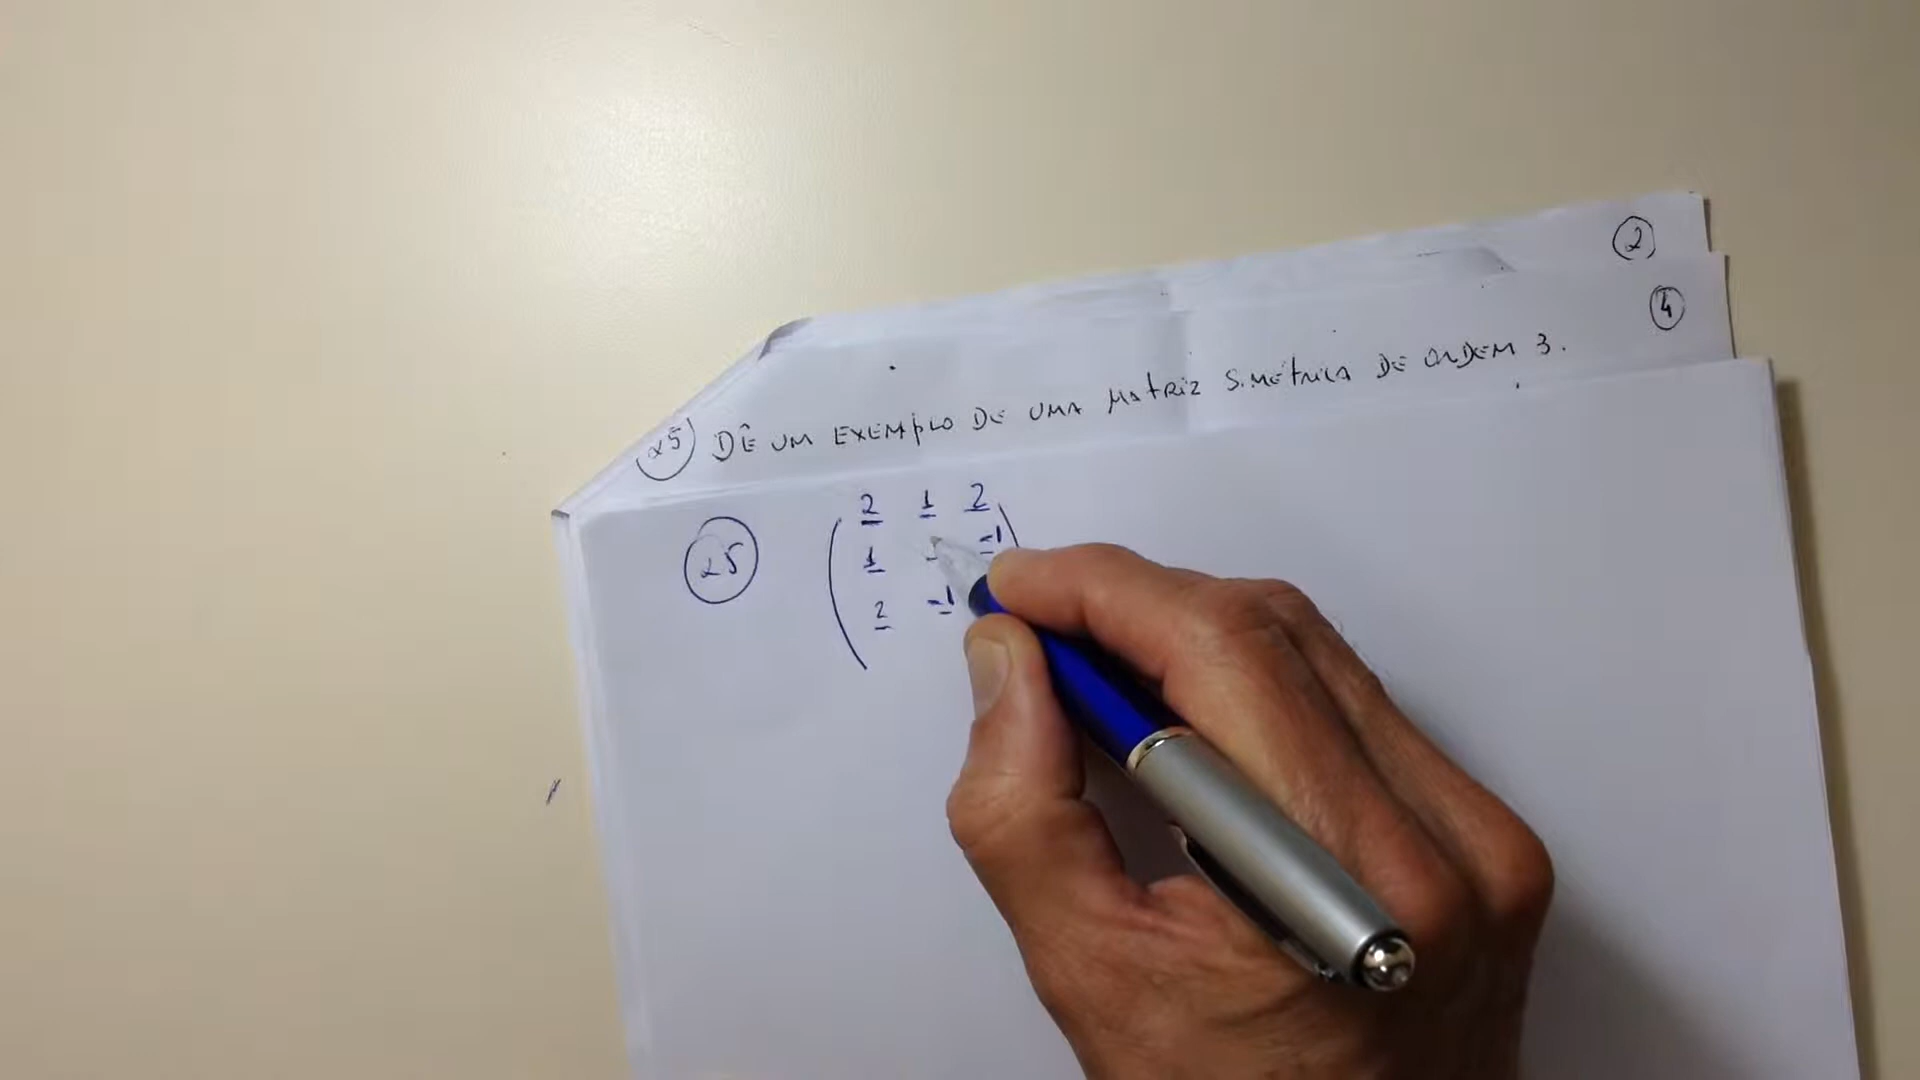 2
4
25 DÊ UM EXEMPLO DE UMA MATRIZ SIMÉTRICA DE ORDEM 3.
25
2 1 2
1 -1
2 -1